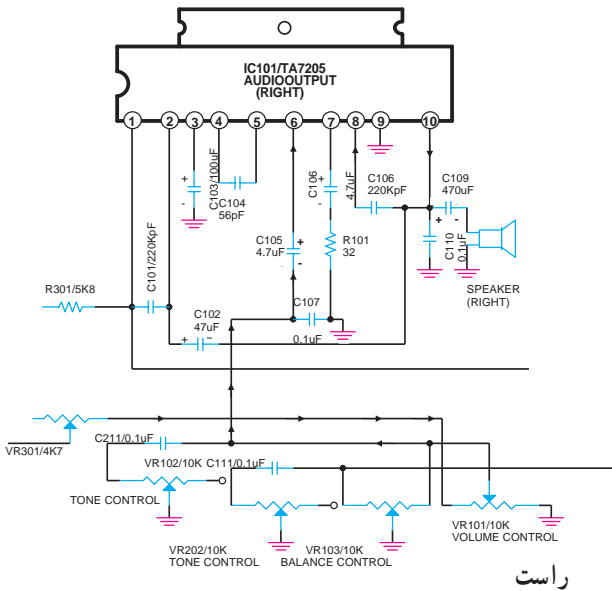 IC101/TA7205
AUDIOOUTPUT
(RIGHT)
1 2 3 4 5 6 7 8 9 10
C103/100uF
C104
56pF
C106
4.7uF
C106
220KpF
C109
470uF
C105
4.7uF
R101
32
C110
0.1uF
SPEAKER
(RIGHT)
R301/5K8
C101/220KpF
C102
47uF
C107
0.1uF
VR301/4K7
C211/0.1uF
VR102/10K
C111/0.1uF
TONE CONTROL
VR202/10K
TONE CONTROL
VR103/10K
BALANCE CONTROL
VR101/10K
VOLUME CONTROL
راست